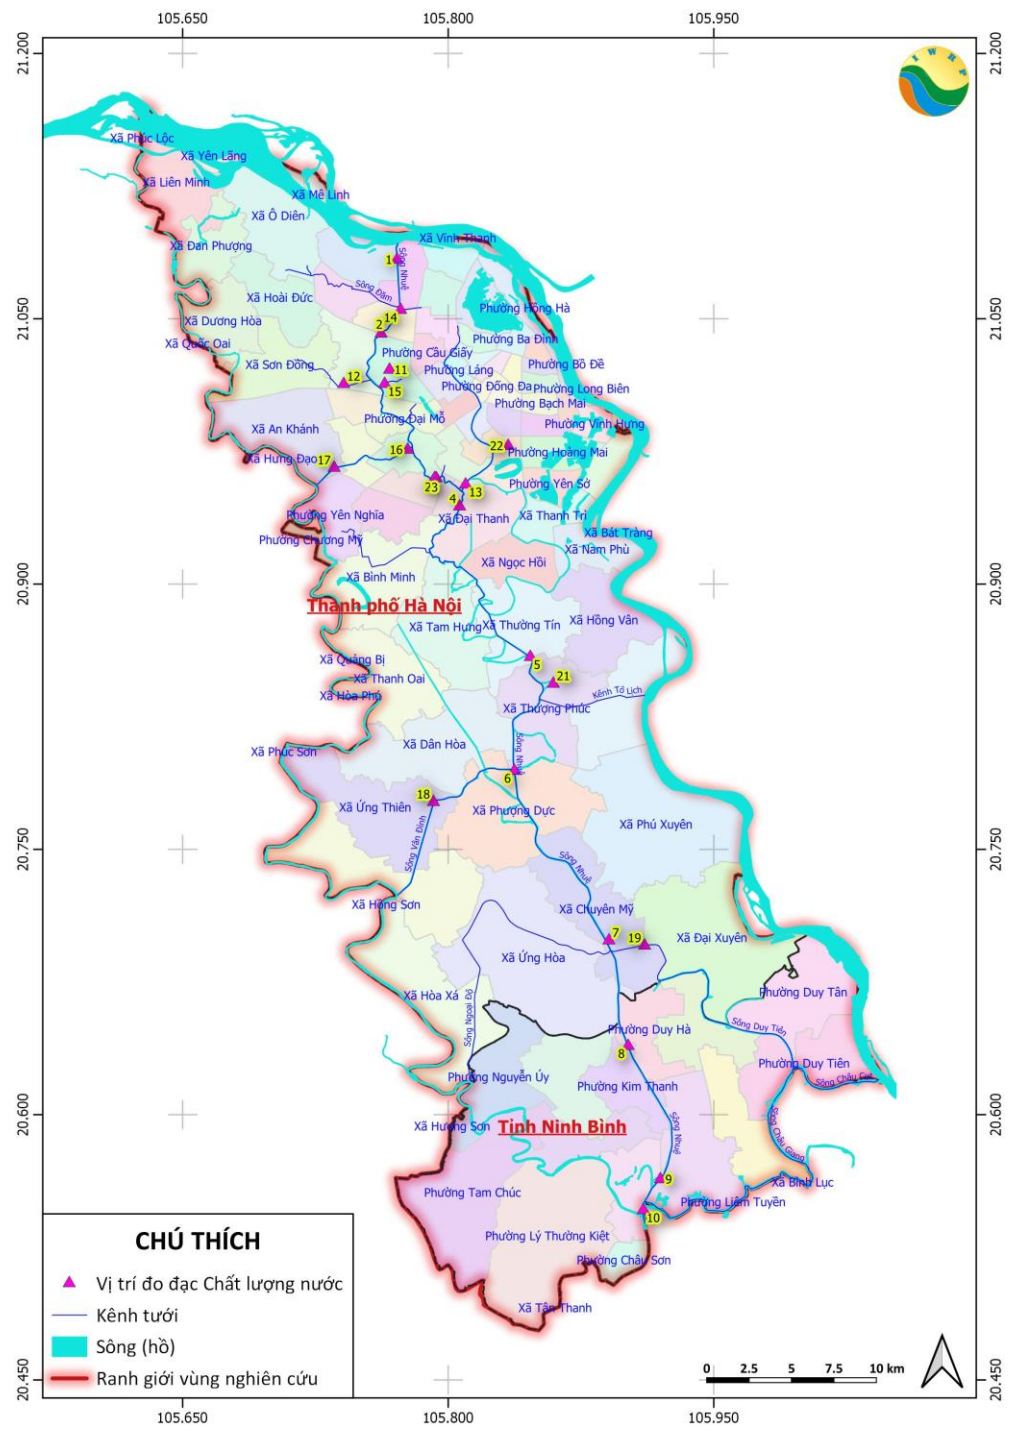 105.650
105.800
105.950
21.200
21.200
IWRP
Xã Phúc Lộc
Xã Yên Lãng
Xã Liên Minh
Xã Mê Linh
Xã Ô Diên
Xã Vĩnh Thanh
Xã Đan Phượng
1
Sông Nhuệ
Sông Đăm
Xã Hoài Đức
Phường Hồng Hà
21.050
21.050
14
Xã Dương Hòa
2
Xã Quốc Oai
Phường Ba Đình
Phường Cầu Giấy
Xã Sơn Đồng
11
Phường Láng
Phường Bồ Đề
12
15
Phường Đống Đa
Phường Long Biên
Phường Bạch Mai
Phường Đại Mỗ
Phường Vĩnh Hưng
Xã An Khánh
16
22
Phường Hoàng Mai
Xã Hưng Đạo
17
23
13
Phường Yên Sở
4
Phường Yên Nghĩa
Xã Đại Thanh
Xã Thanh Trì
Phường Chương Mỹ
Xã Bát Tràng
Xã Nam Phù
Xã Ngọc Hồi
Xã Bình Minh
20.900
20.900
Thành phố Hà Nội
Xã Tam Hưng
Xã Thường Tín
Xã Hồng Vân
Xã Quảng Bị
5
21
Xã Thanh Oai
Xã Hòa Phú
Kênh Tô Lịch
Xã Thượng Phúc
Xã Dân Hòa
Sông Nhuệ
Xã Phúc Sơn
6
18
Xã Ứng Thiên
Xã Phượng Dực
Xã Phú Xuyên
Sông Vân Đình
20.750
20.750
Sông Nhuệ
Xã Hồng Sơn
Xã Chuyên Mỹ
7
19
Xã Đại Xuyên
Xã Ứng Hòa
Xã Hòa Xá
Phường Duy Tân
Sông Ngoại Độ
Phường Duy Hà
Sông Duy Tiên
8
Phường Duy Tiên
Phường Nguyễn Úy
Phường Kim Thanh
Sông Châu Giang
20.600
20.600
Xã Hương Sơn
Tỉnh Ninh Bình
Sông Nhuệ
Sông Châu Giang
9
Xã Bình Lục
Phường Tam Chúc
Phường Liêm Tuyền
10
Phường Lý Thường Kiệt
Phường Châu Sơn
Xã Tân Thanh
CHÚ THÍCH
Vị trí đo đạc Chất lượng nước
Kênh tưới
Sông (hồ)
Ranh giới vùng nghiên cứu
0 2.5 5 7.5 10 km
20.450
20.450
105.650
105.800
105.950